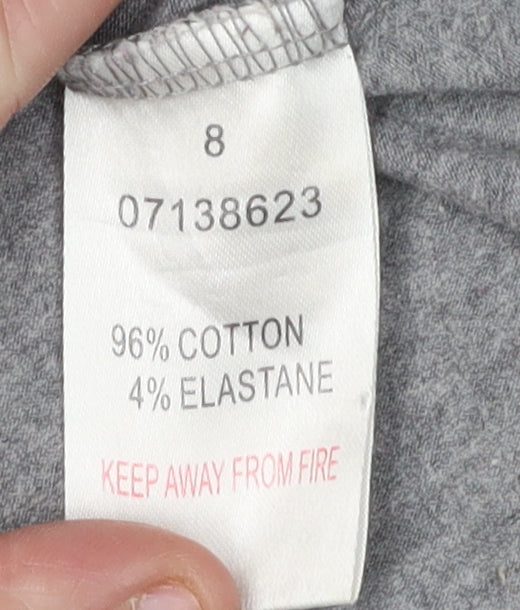 8
07138623
96% COTTON
4% ELASTANE
KEEP AWAY FROM FIRE